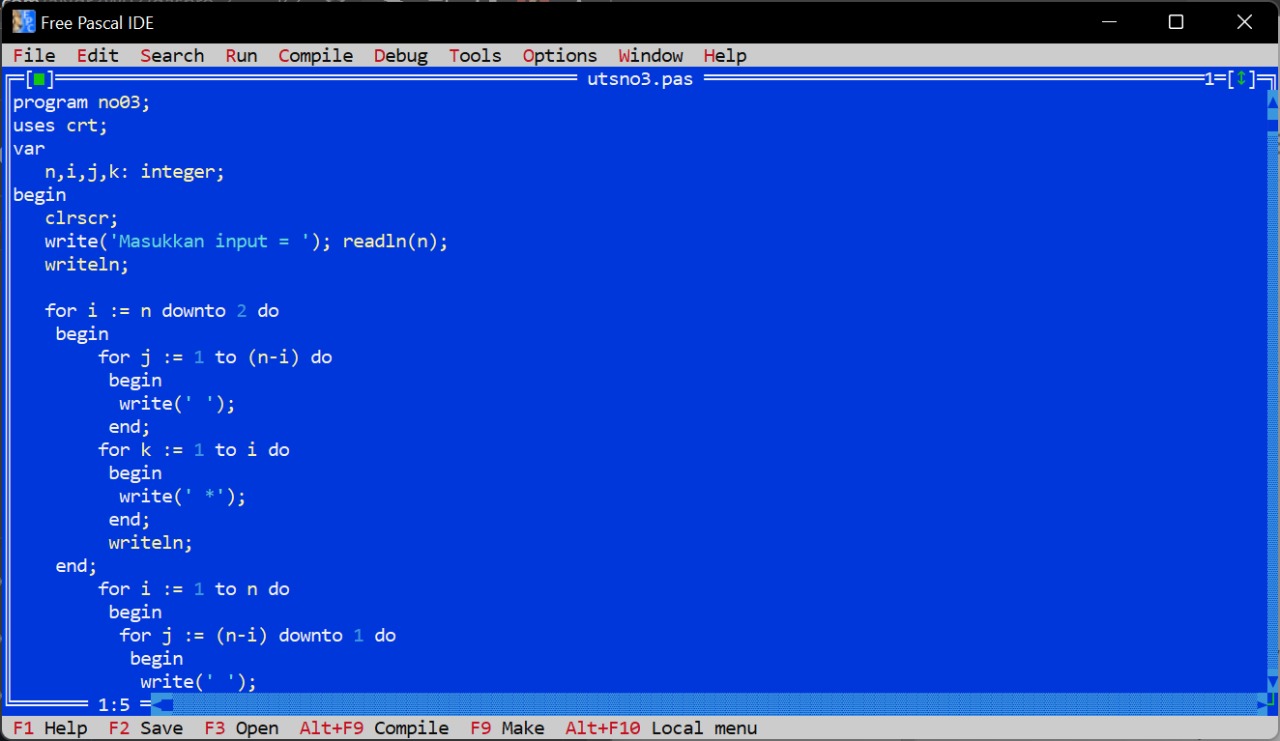 Free Pascal IDE
File Edit Search Run Compile Debug Tools Options Window Help
utsno3.pas 1=[↕]
program no03;
uses crt;
var
n,i,j,k: integer;
begin
clrscr;
write('Masukkan input = '); readln(n);
writeln;
for i := n downto 2 do
begin
for j := 1 to (n-i) do
begin
write(' ');
end;
for k := 1 to i do
begin
write(' *');
end;
writeln;
end;
for i := 1 to n do
begin
for j := (n-i) downto 1 do
begin
write(' ');
1:5
F1 Help F2 Save F3 Open Alt+F9 Compile F9 Make Alt+F10 Local menu